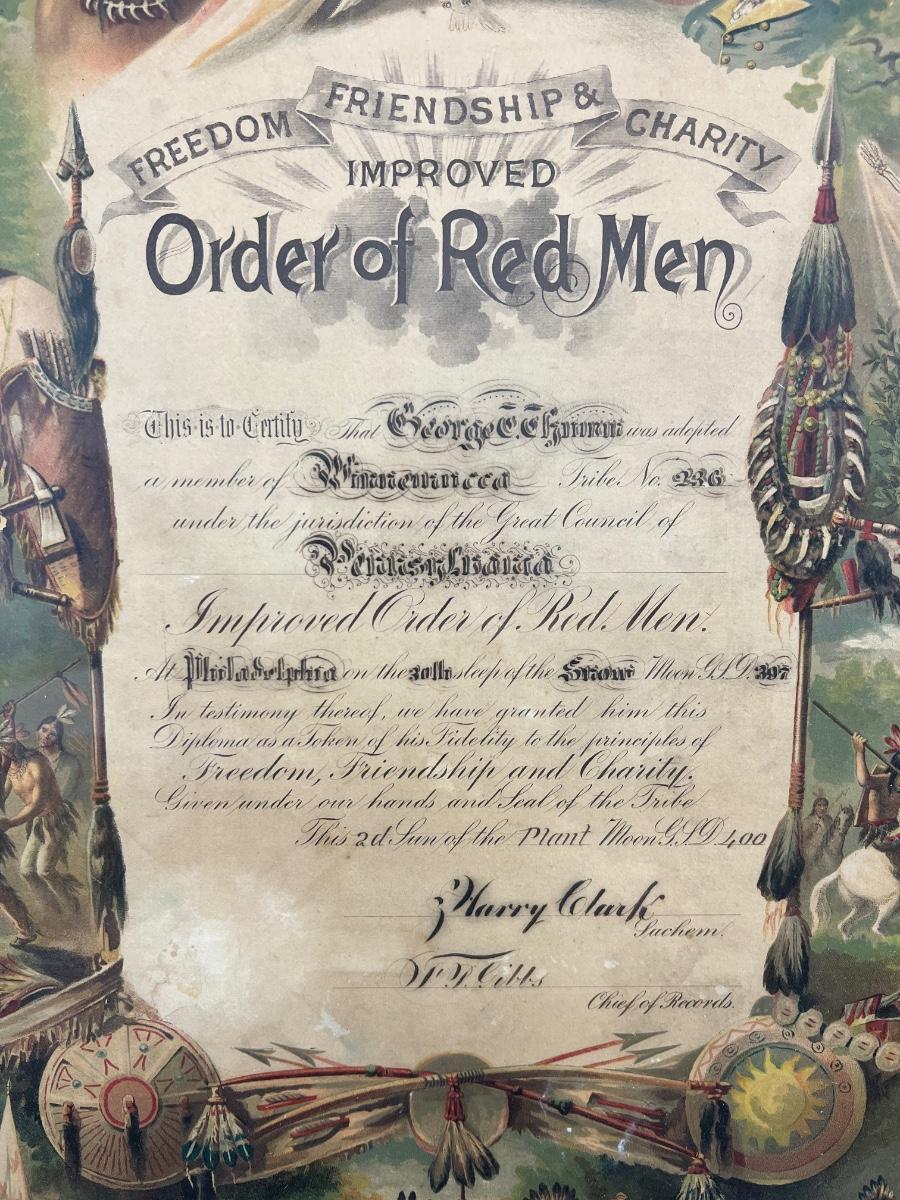 FREEDOM FRIENDSHIP & CHARITY
IMPROVED
Order of Red Men
This is to Certify That George C. was adopted
a member of Winnemucca Tribe No. 236
under the jurisdiction of the Great Council of
Pennsylvania
Improved Order of Red Men.
At Philadelphia on the 30th sleep of the Snow Moon G.S.D. 397
In testimony thereof, we have granted him this
Diploma as a Token of his Fidelity to the principles of
Freedom, Friendship and Charity.
Given under our hands and Seal of the Tribe
This 2d Sun of the Plant Moon G.S.D 400
Harry Clark
Sachem.
Gibbs
Chief of Records.